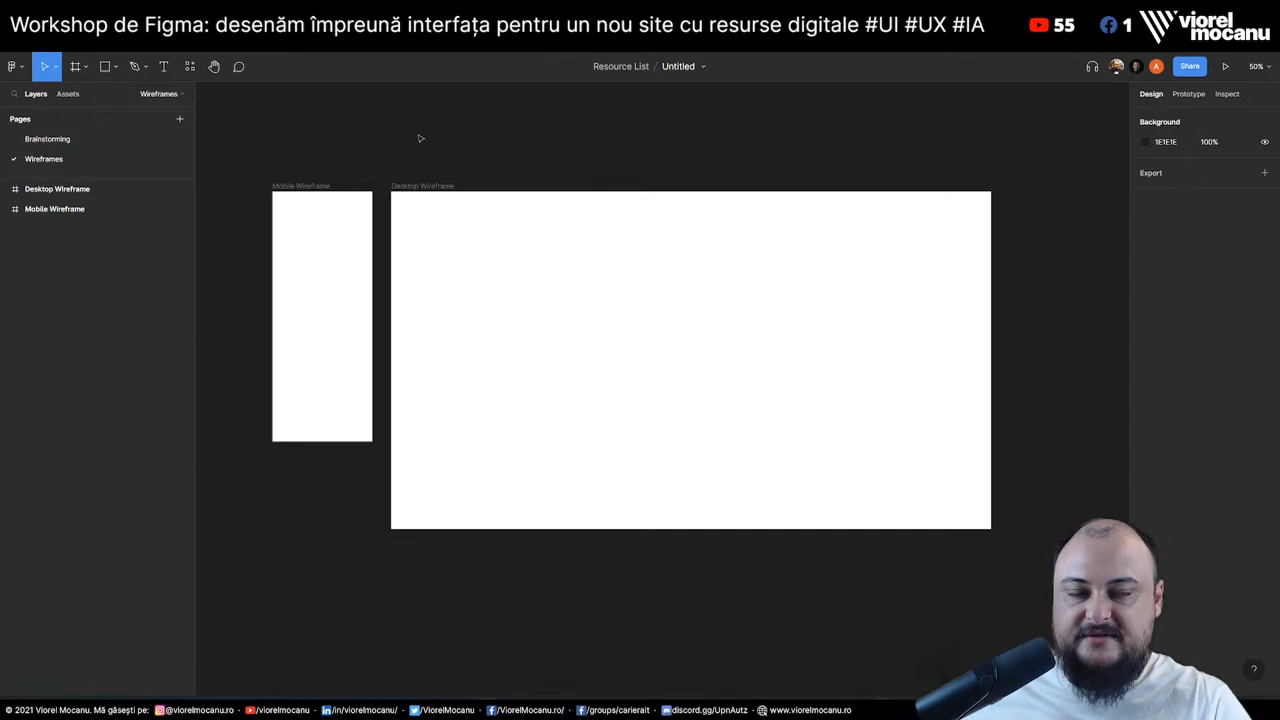 Workshop de Figma: desenăm împreună interfața pentru un nou site cu resurse digitale #UI #UX #IA
55
1
viorel mocanu
Resource List / Untitled
A
Share
50%
Layers
Assets
Wireframes
Design
Prototype
Inspect
Pages
Background
Brainstorming
1E1E1E
100%
Wireframes
Export
Desktop Wireframe
Mobile Wireframe
Mobile Wireframe
Desktop Wireframe
?
© 2021 Viorel Mocanu. Mă găsești pe: @viorelmocanu.ro · /viorelmocanu · /in/viorelmocanu/ · /ViorelMocanu · /ViorelMocanu.ro/ · /groups/carierait · discord.gg/UpnAutz · www.viorelmocanu.ro